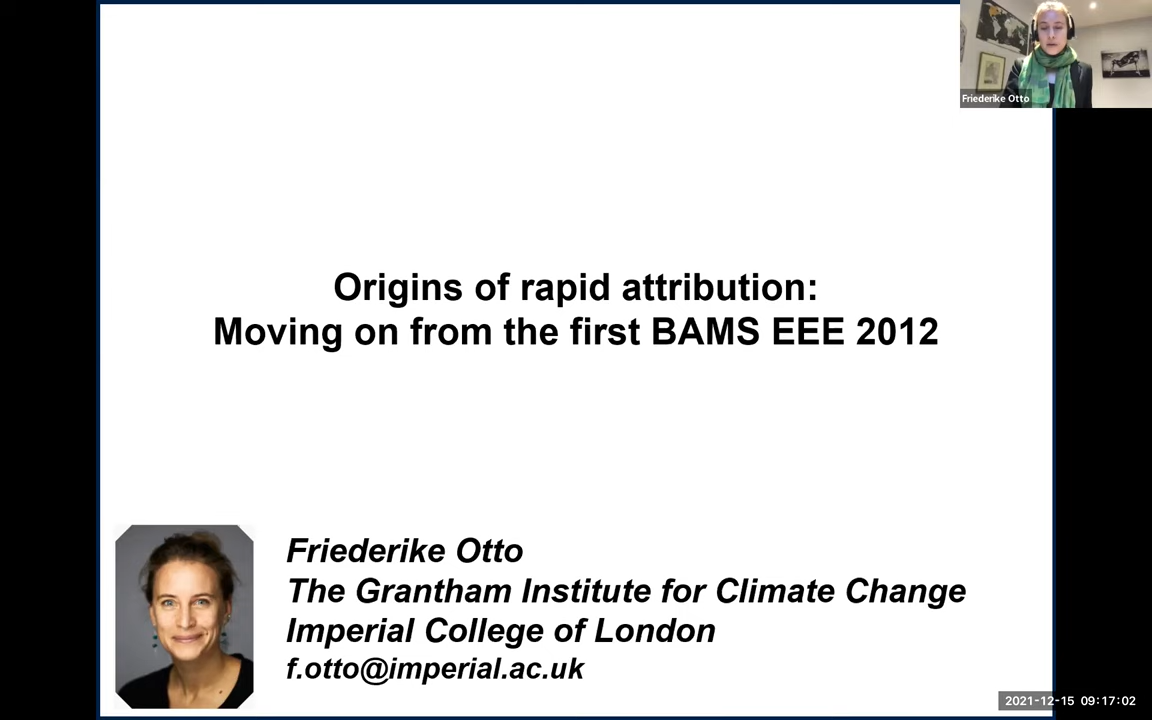 Friederike Otto
Origins of rapid attribution:
Moving on from the first BAMS EEE 2012
Friederike Otto
The Grantham Institute for Climate Change
Imperial College of London
f.otto@imperial.ac.uk
2021-12-15 09:17:02